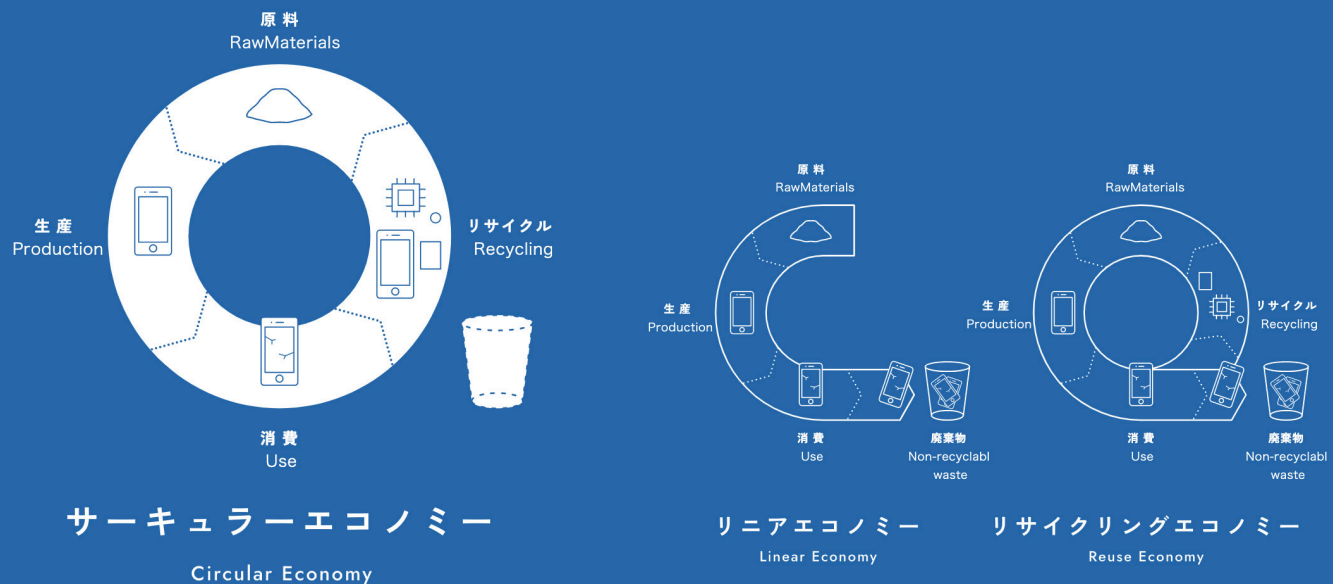 原料
RawMaterials
生産
Production
リサイクル
Recycling
消費
Use
サーキュラーエコノミー
Circular Economy
原料
RawMaterials
生産
Production
消費
Use
廃棄物
Non-recyclabl
waste
リニアエコノミー
Linear Economy
原料
RawMaterials
生産
Production
リサイクル
Recycling
消費
Use
廃棄物
Non-recyclabl
waste
リサイクリングエコノミー
Reuse Economy